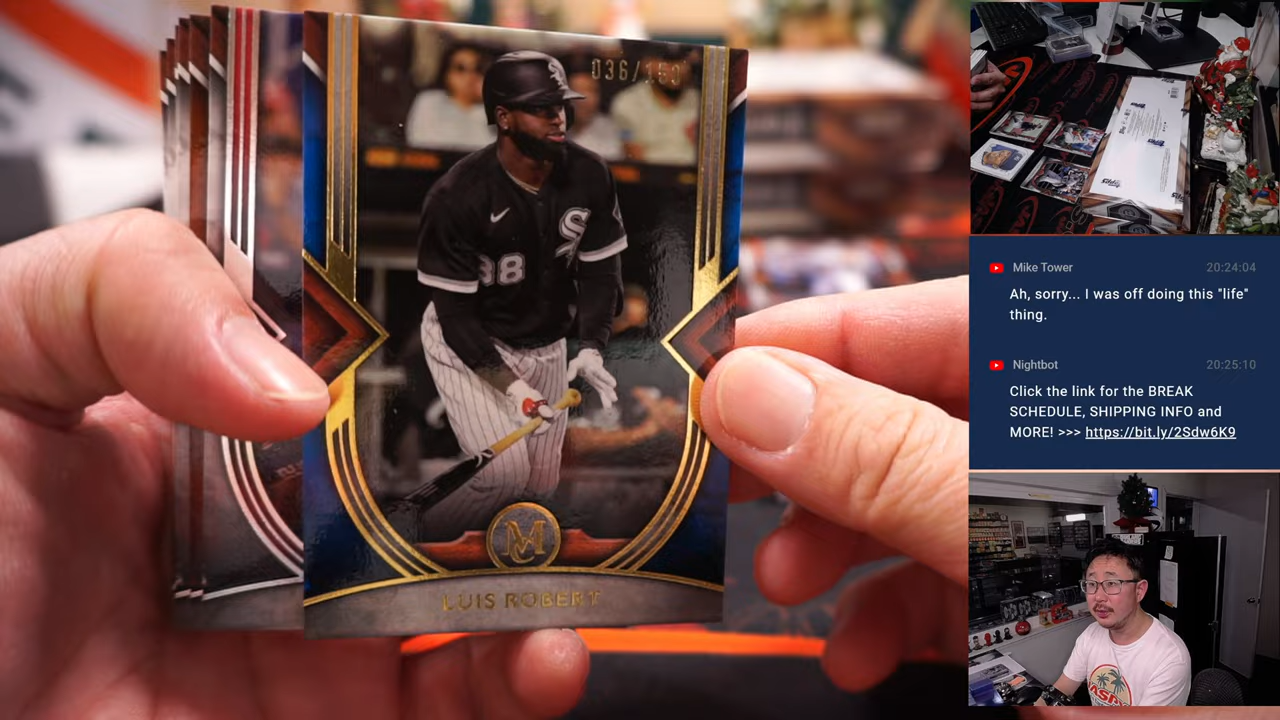 036/150
S
88
M
LUIS ROBERT
Mike Tower
20:24:04
Ah, sorry... I was off doing this "life"
thing.
Nightbot
20:25:10
Click the link for the BREAK
SCHEDULE, SHIPPING INFO and
MORE! >>> https://bit.ly/2Sdw6K9